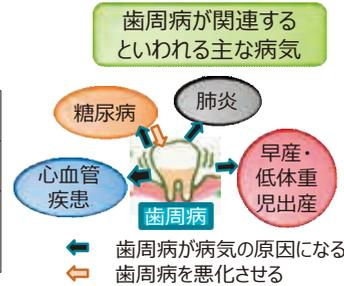 歯周病が関連する
といわれる主な病気
糖尿病
肺炎
心血管
疾患
早産・
低体重
児出産
歯周病
歯周病が病気の原因になる
歯周病を悪化させる